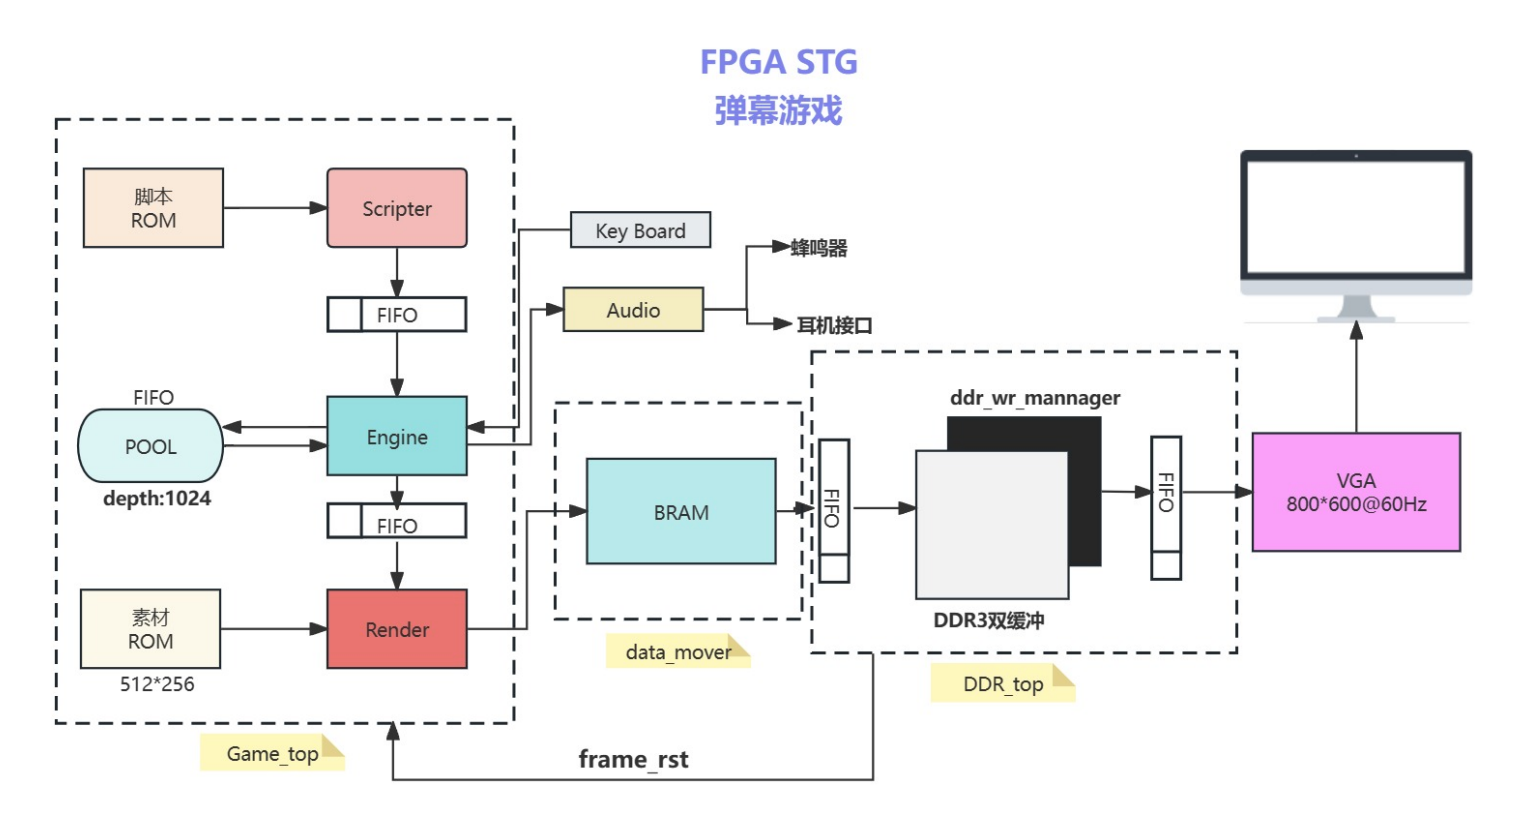 FPGA STG
弹幕游戏
脚本
ROM
Scripter
Key Board
蜂鸣器
FIFO
Audio
耳机接口
FIFO
POOL
depth:1024
Engine
FIFO
素材
ROM
512*256
Render
Game_top
BRAM
data_mover
ddr_wr_mannager
FIFO
FIFO
DDR3双缓冲
DDR_top
VGA
800*600@60Hz
frame_rst